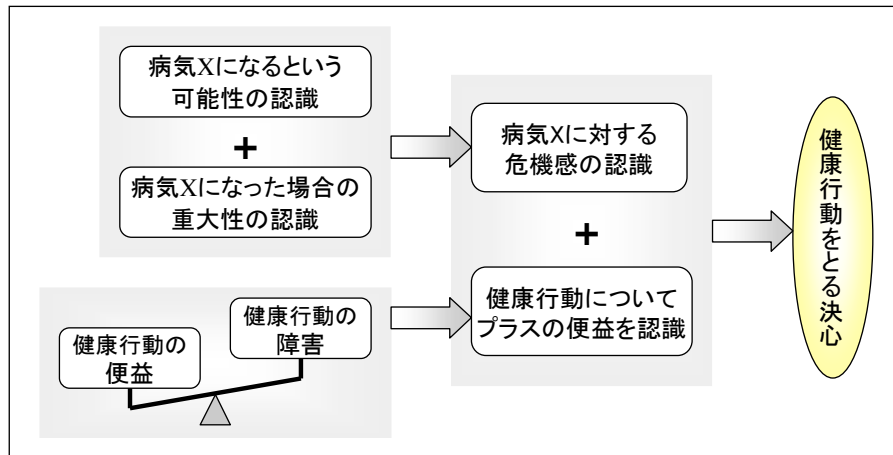 病気Xになるという
可能性の認識
+
病気Xになった場合の
重大性の認識
健康行動の
便益
健康行動の
障害
病気Xに対する
危機感の認識
+
健康行動について
プラスの便益を認識
健康行動をとる決心